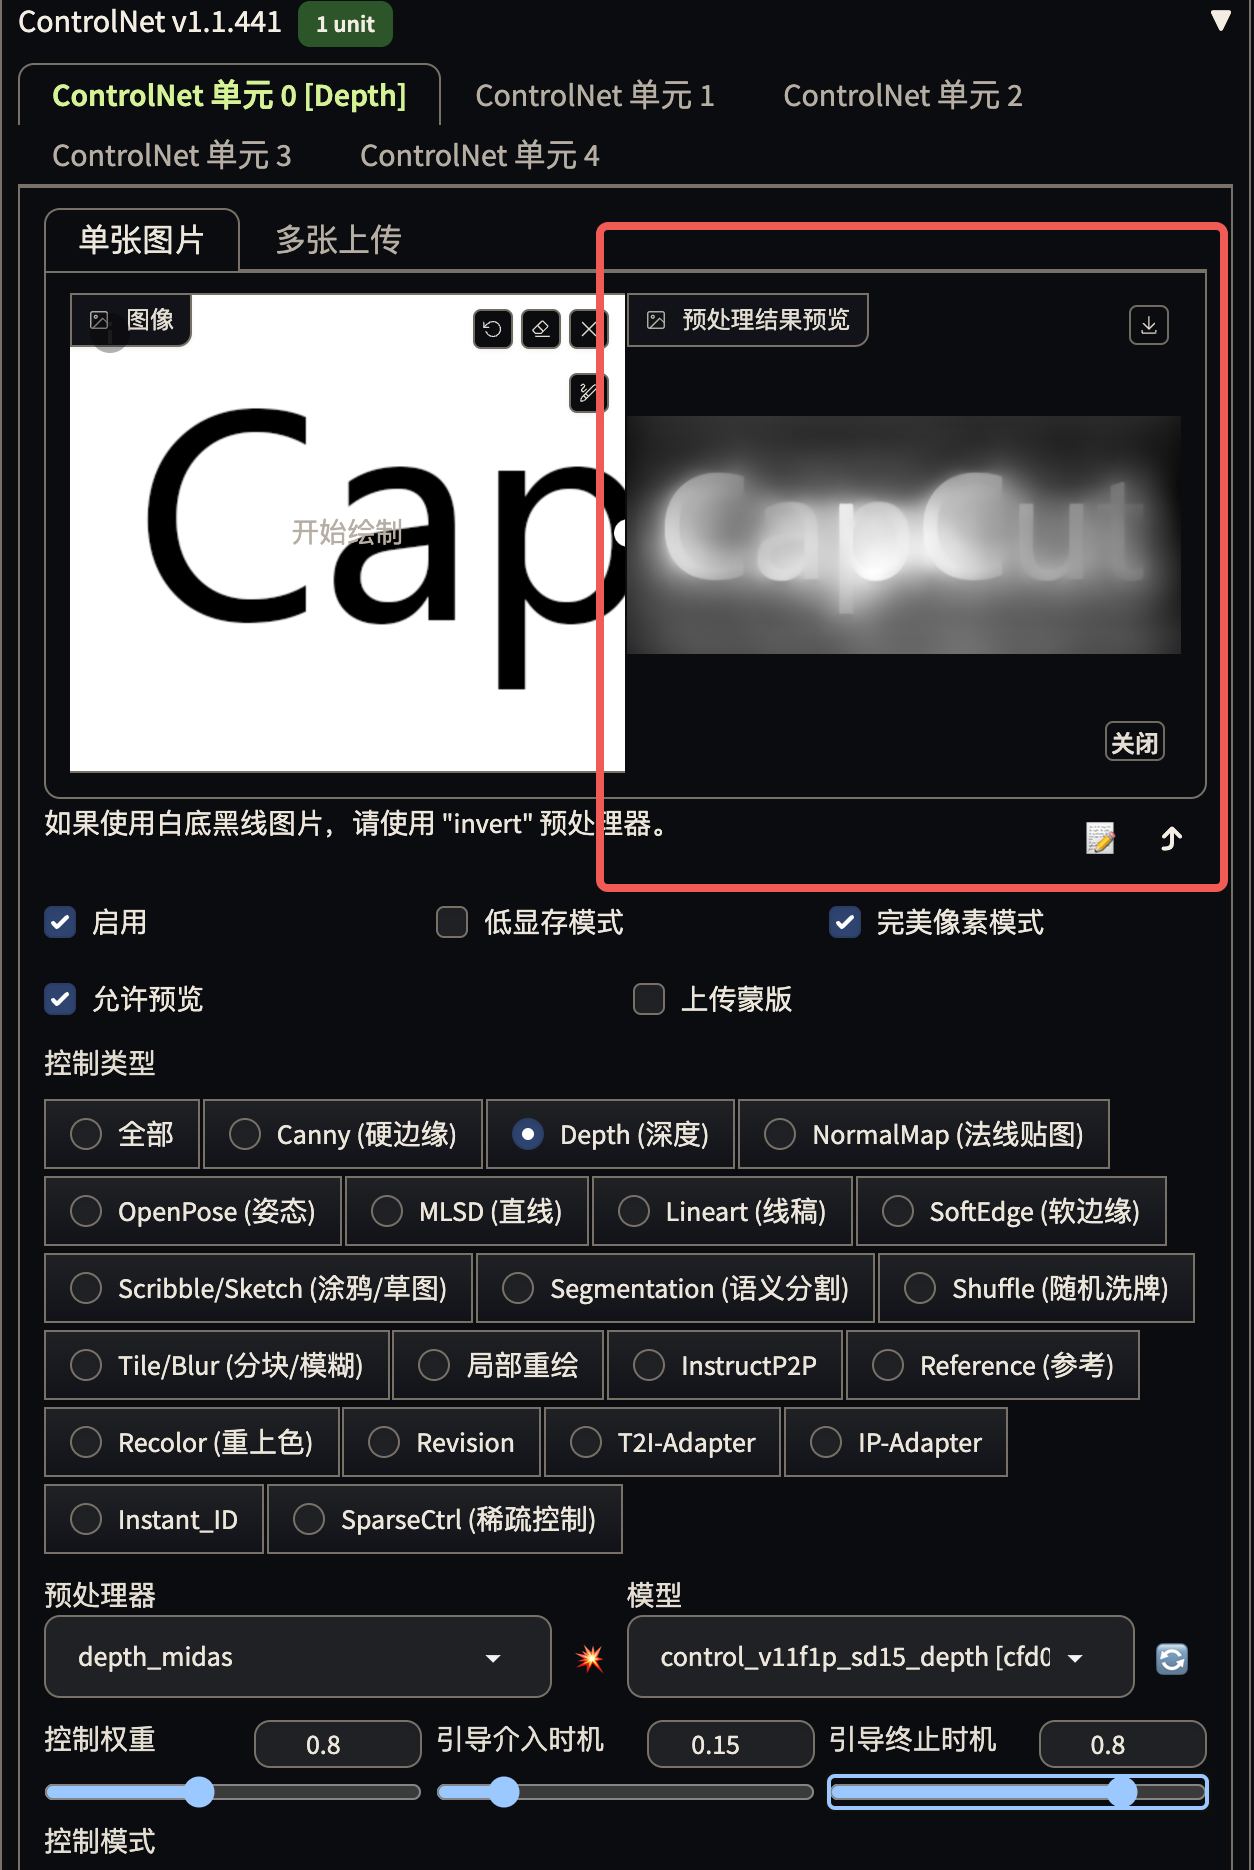 ControlNet v1.1.441 1 unit ▼
ControlNet 单元 0 [Depth] ControlNet 单元 1 ControlNet 单元 2
ControlNet 单元 3 ControlNet 单元 4
单张图片 多张上传
图像
预处理结果预览
Cap
开始绘制
CapCut
关闭
如果使用白底黑线图片，请使用 "invert" 预处理器。
启用 低显存模式 完美像素模式
允许预览 上传蒙版
控制类型
全部 Canny (硬边缘) Depth (深度) NormalMap (法线贴图)
OpenPose (姿态) MLSD (直线) Lineart (线稿) SoftEdge (软边缘)
Scribble/Sketch (涂鸦/草图) Segmentation (语义分割) Shuffle (随机洗牌)
Tile/Blur (分块/模糊) 局部重绘 InstructP2P Reference (参考)
Recolor (重上色) Revision T2I-Adapter IP-Adapter
Instant_ID SparseCtrl (稀疏控制)
预处理器 模型
depth_midas control_v11f1p_sd15_depth [cfd0
控制权重 0.8 引导介入时机 0.15 引导终止时机 0.8
控制模式